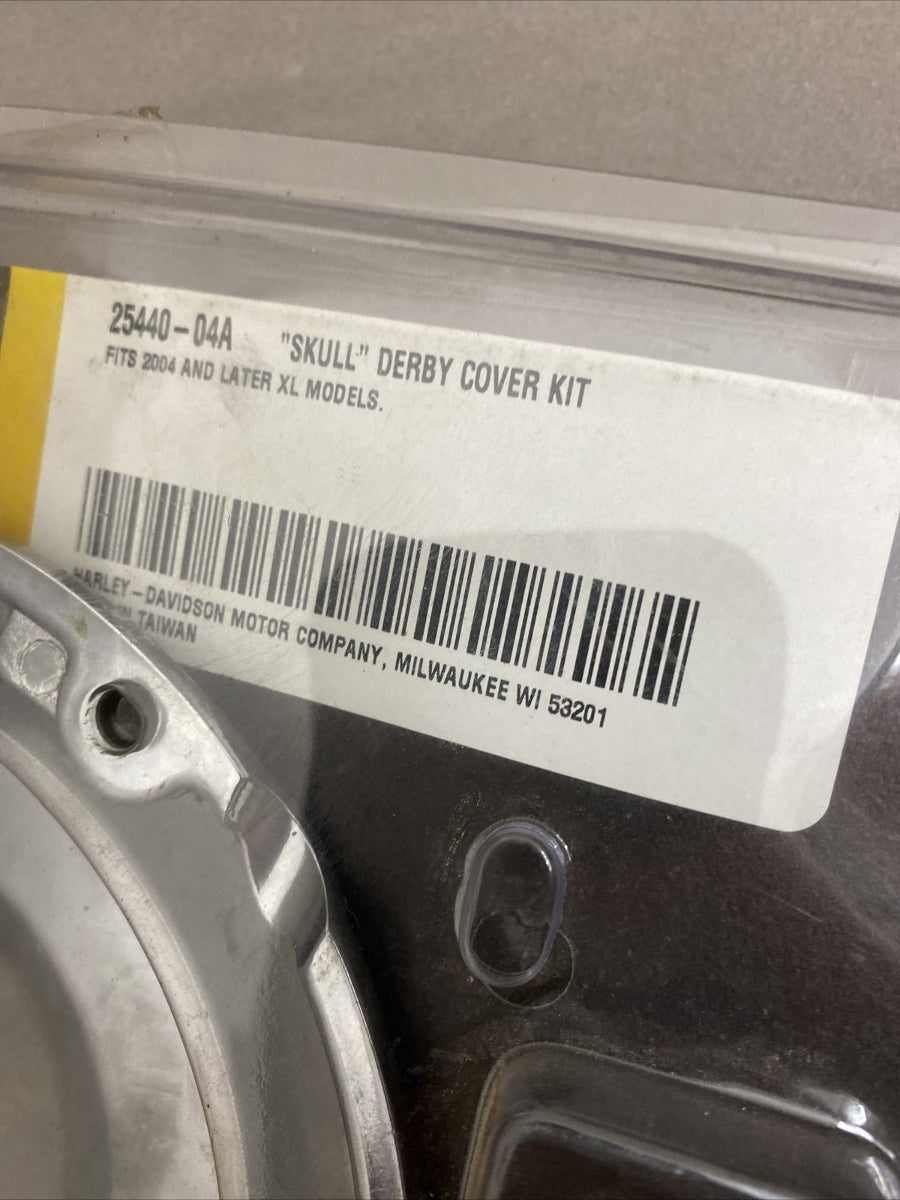 25440-04A "SKULL" DERBY COVER KIT
FITS 2004 AND LATER XL MODELS.
HARLEY-DAVIDSON MOTOR COMPANY, MILWAUKEE WI 53201
IN TAIWAN